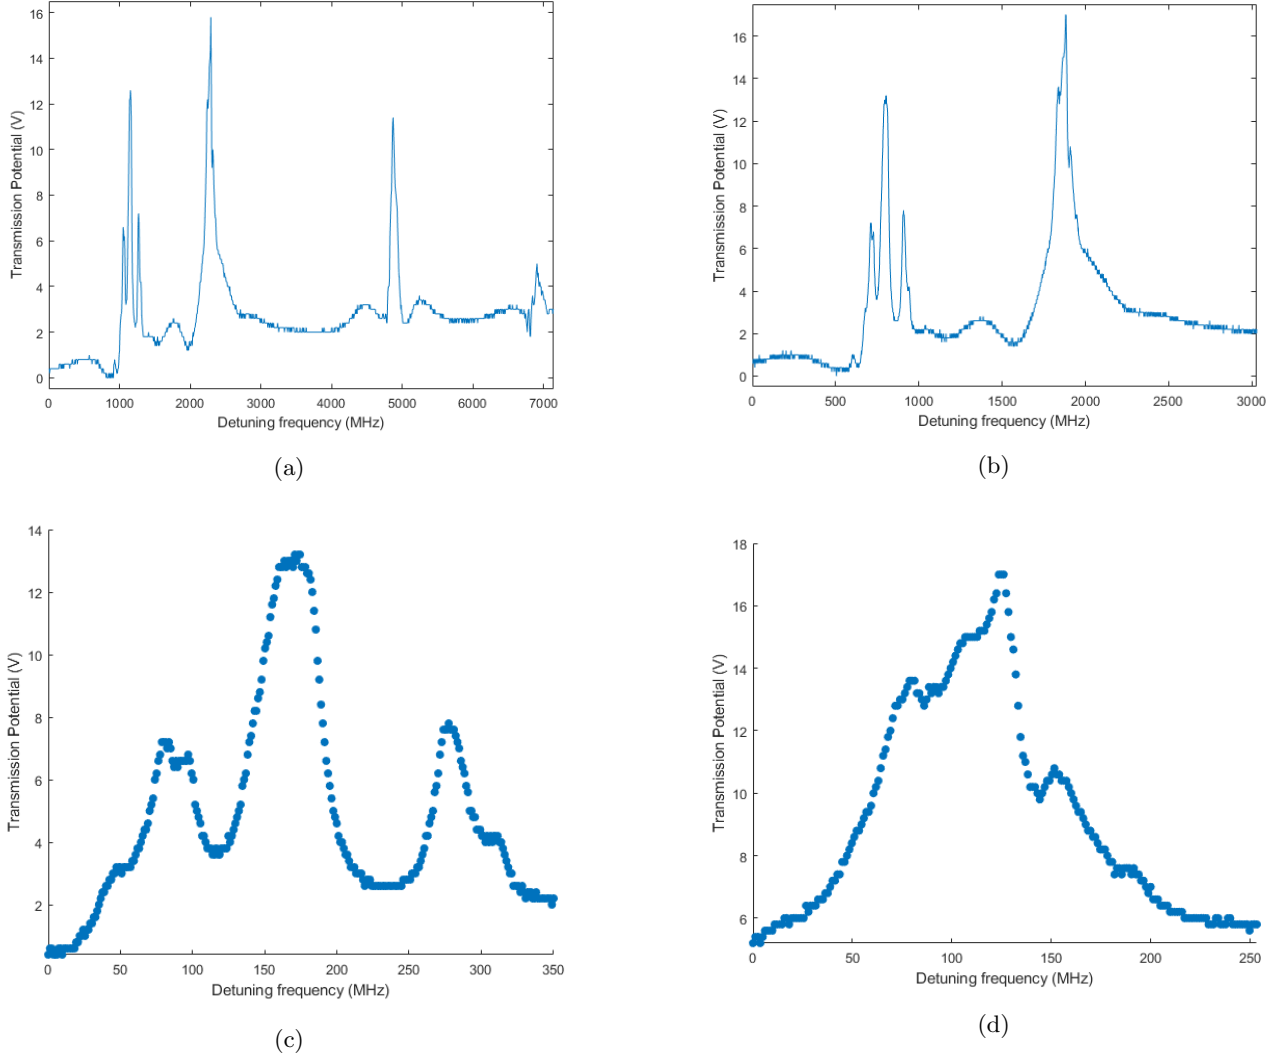 16
14
12
10
8
6
4
2
0
Transmission Potential (V)
0 1000 2000 3000 4000 5000 6000 7000
Detuning frequency (MHz)
(a)
16
14
12
10
8
6
4
2
0
Transmission Potential (V)
0 500 1000 1500 2000 2500 3000
Detuning frequency (MHz)
(b)
14
12
10
8
6
4
2
Transmission Potential (V)
0 50 100 150 200 250 300 350
Detuning frequency (MHz)
(c)
18
16
14
12
10
8
6
Transmission Potential (V)
0 50 100 150 200 250
Detuning frequency (MHz)
(d)